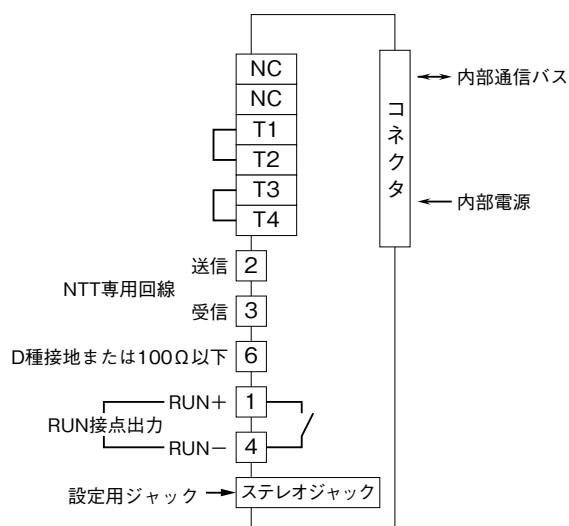 NC
NC
T1
T2
T3
T4
コネクタ
内部通信バス
内部電源
NTT専用回線
送信 2
受信 3
D種接地または100Ω以下 6
RUN接点出力
RUN+ 1
RUN− 4
設定用ジャック ステレオジャック